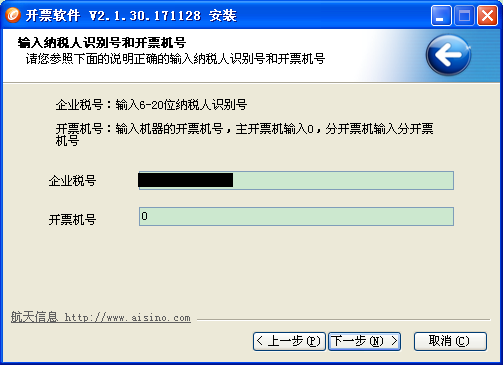 开票软件 V2.1.30.171128 安装
输入纳税人识别号和开票机号
请您参照下面的说明正确的输入纳税人识别号和开票机号
企业税号：输入6-20位纳税人识别号
开票机号：输入机器的开票机号，主开票机输入0，分开票机输入分开票
机号
企业税号
开票机号
0
航天信息 http://www.aisino.com
< 上一步(P)
下一步(N) >
取消(C)